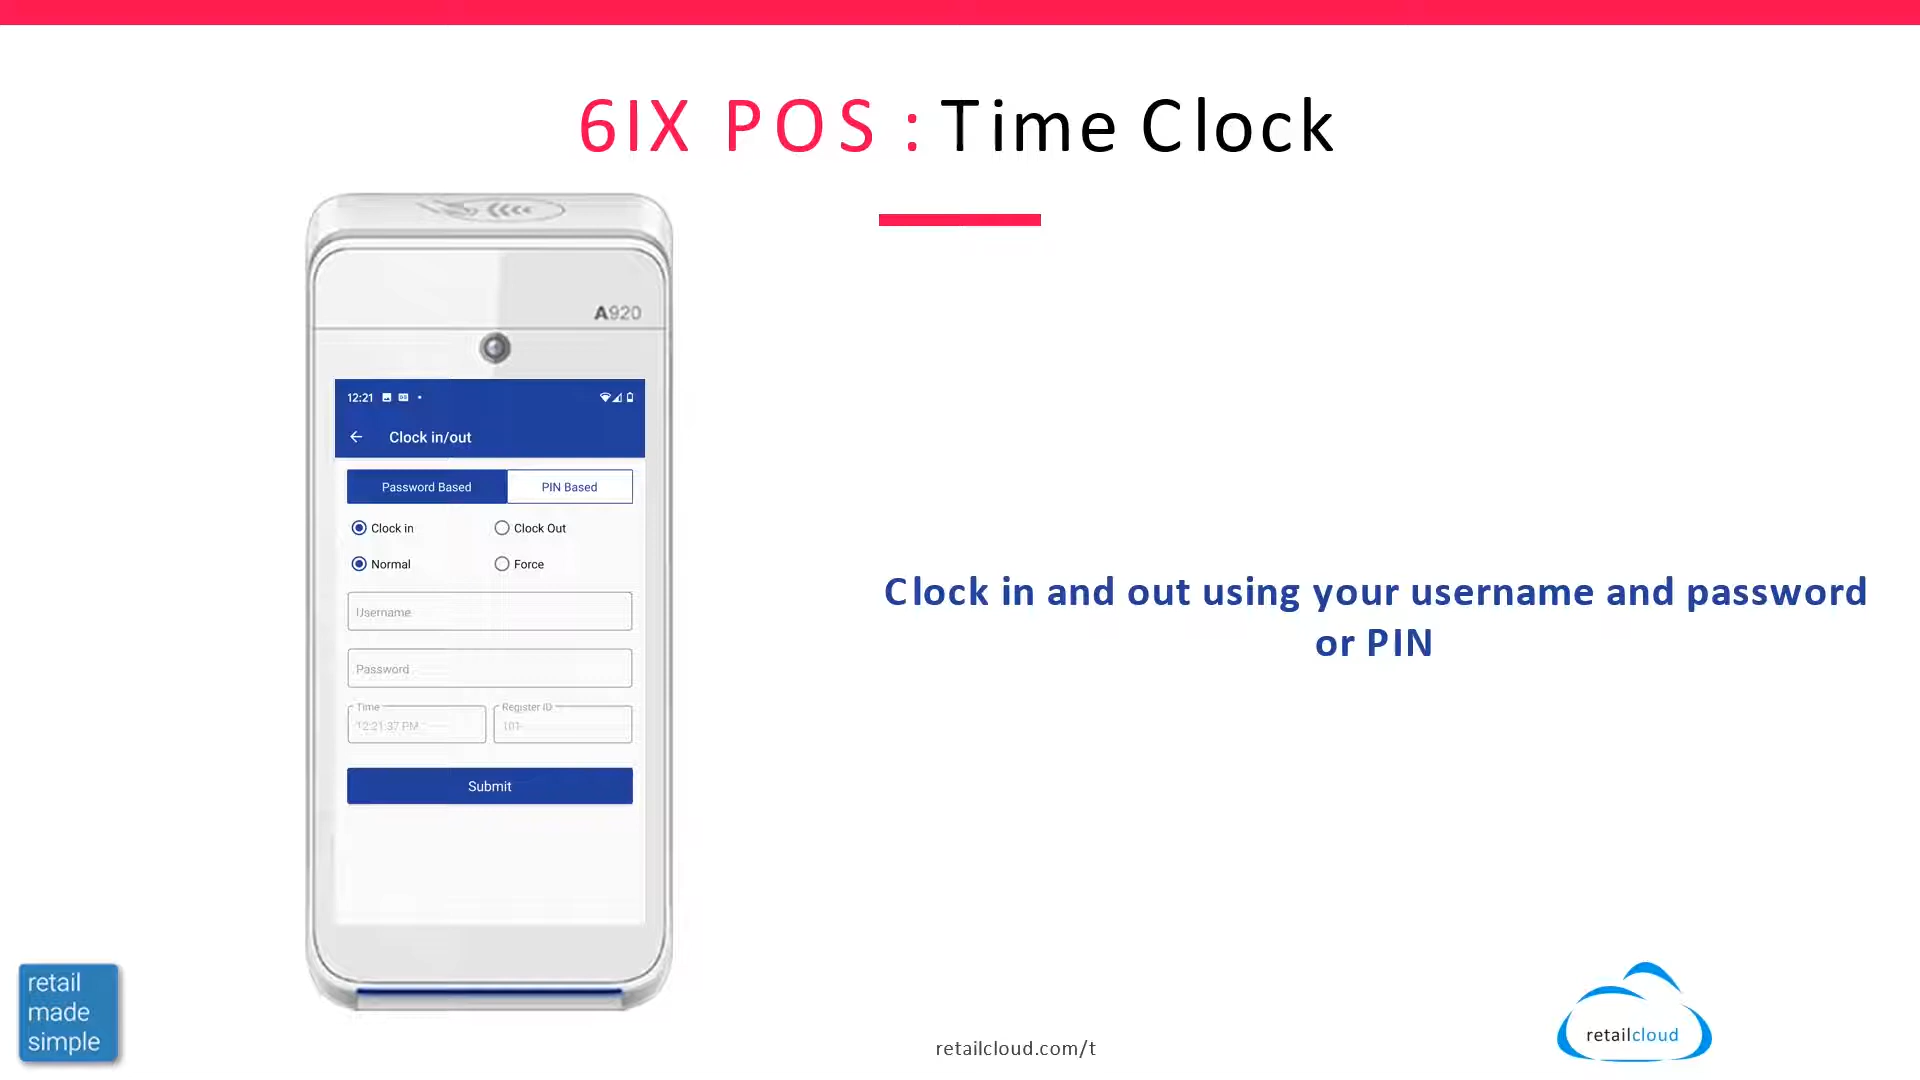 6IX POS : Time Clock
A920
12:21
Clock in/out
Password Based PIN Based
Clock in Clock Out
Normal Force
Username
Password
Time Register ID
12:21:37 PM 101
Submit
Clock in and out using your username and password
or PIN
retail
made
simple
retailcloud.com/t
retailcloud